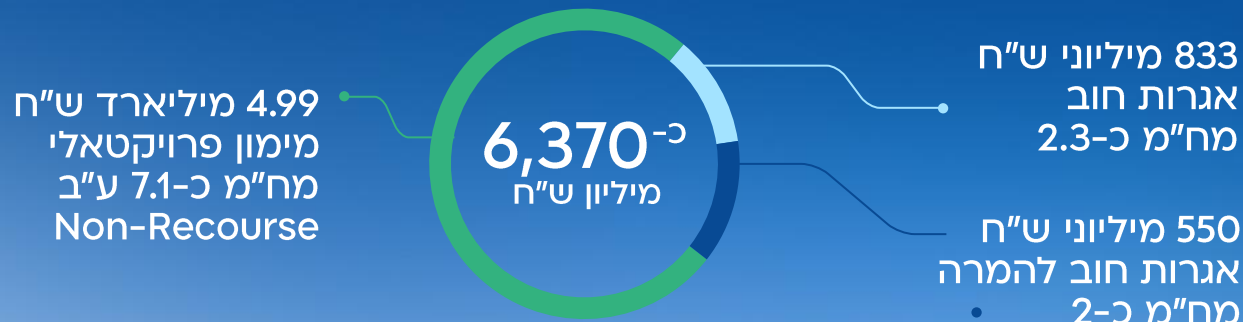 833 מיליוני ש"ח
אגרות חוב
מח"מ כ-2.3
550 מיליוני ש"ח
אגרות חוב להמרה
מח"מ כ-2
כ-6,370
מיליון ש"ח
4.99 מיליארד ש"ח
מימון פרויקטאלי
מח"מ כ-7.1 ע"ב
Non-Recourse